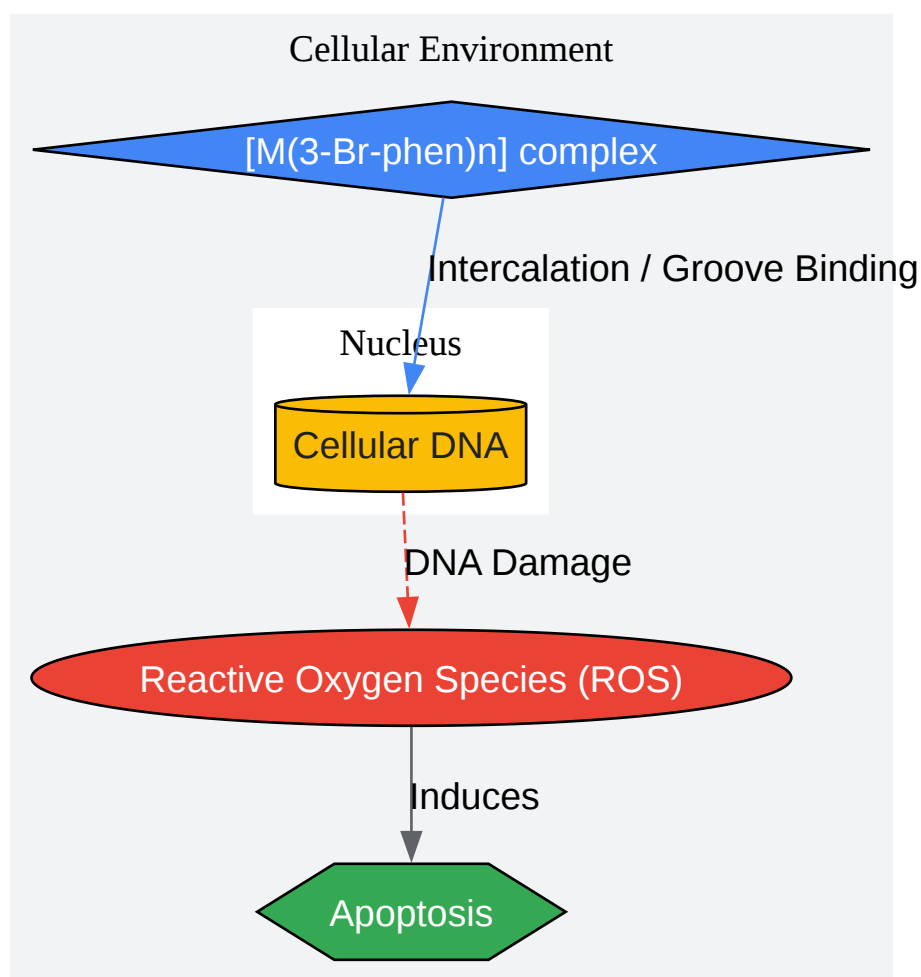 Cellular Environment
[M(3-Br-phen)n] complex
Intercalation / Groove Binding
Nucleus
Cellular DNA
DNA Damage
Reactive Oxygen Species (ROS)
Induces
Apoptosis